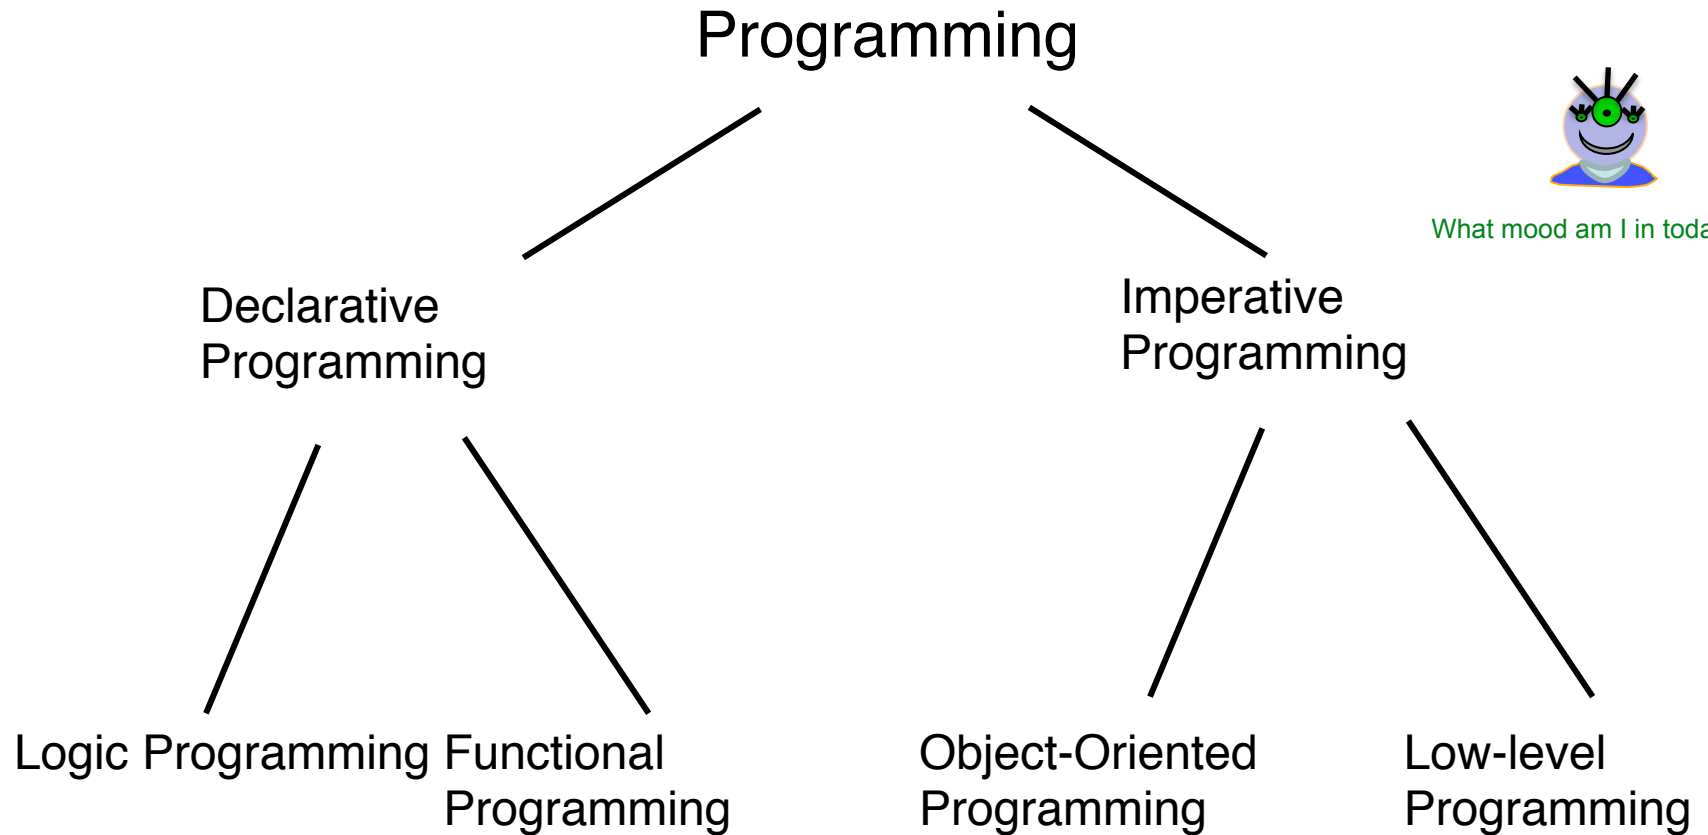 Programming
What mood am I in toda
Declarative
Programming
Imperative
Programming
Logic Programming
Functional
Programming
Object-Oriented
Programming
Low-level
Programming